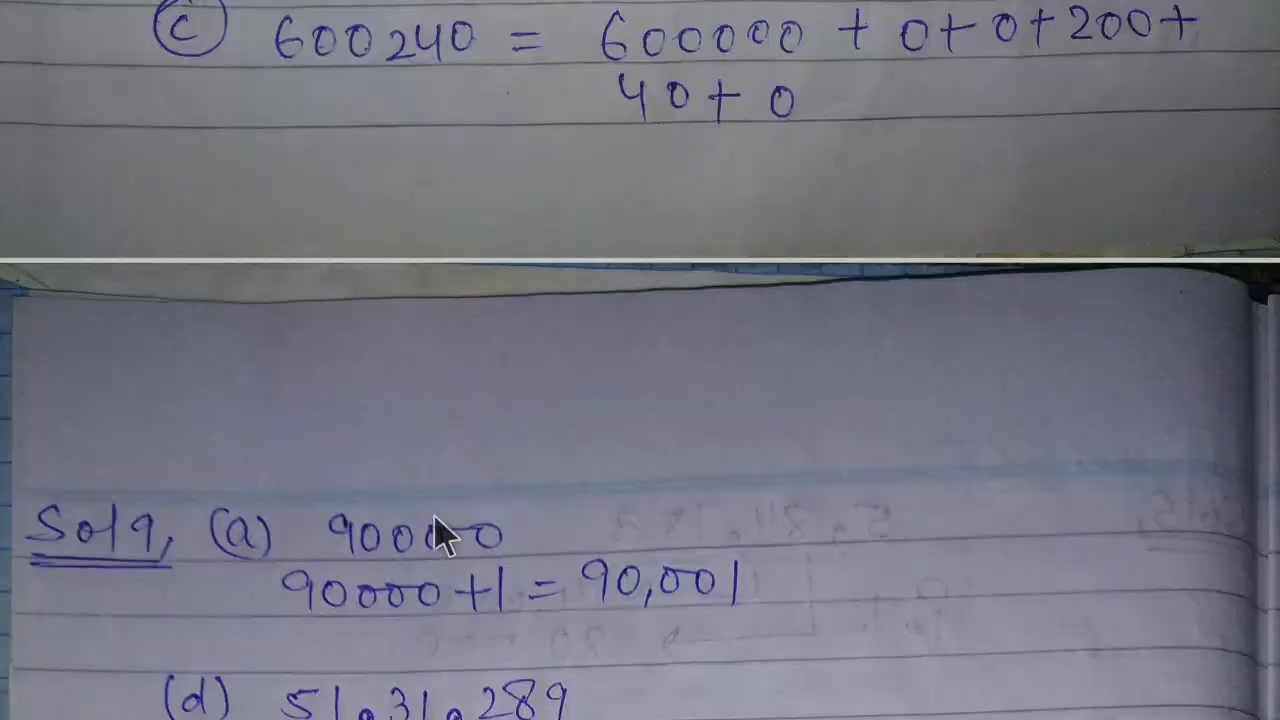 (c) 600240 = 600000 + 0+0+200+
40+0
Sol 9, (a) 90000
90000+1 = 90,001
(d) 51,31,289